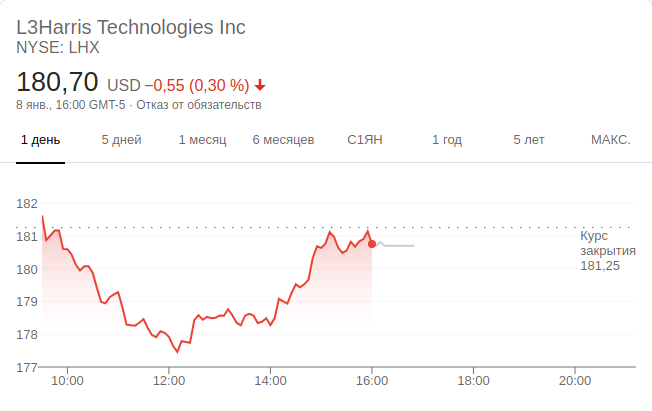 L3Harris Technologies Inc
NYSE: LHX
180,70 USD −0,55 (0,30 %)
8 янв., 16:00 GMT-5 · Отказ от обязательств
1 день 5 дней 1 месяц 6 месяцев С1ЯН 1 год 5 лет МАКС.
182
181
180
179
178
177
Курс
закрытия
181,25
10:00 12:00 14:00 16:00 18:00 20:00